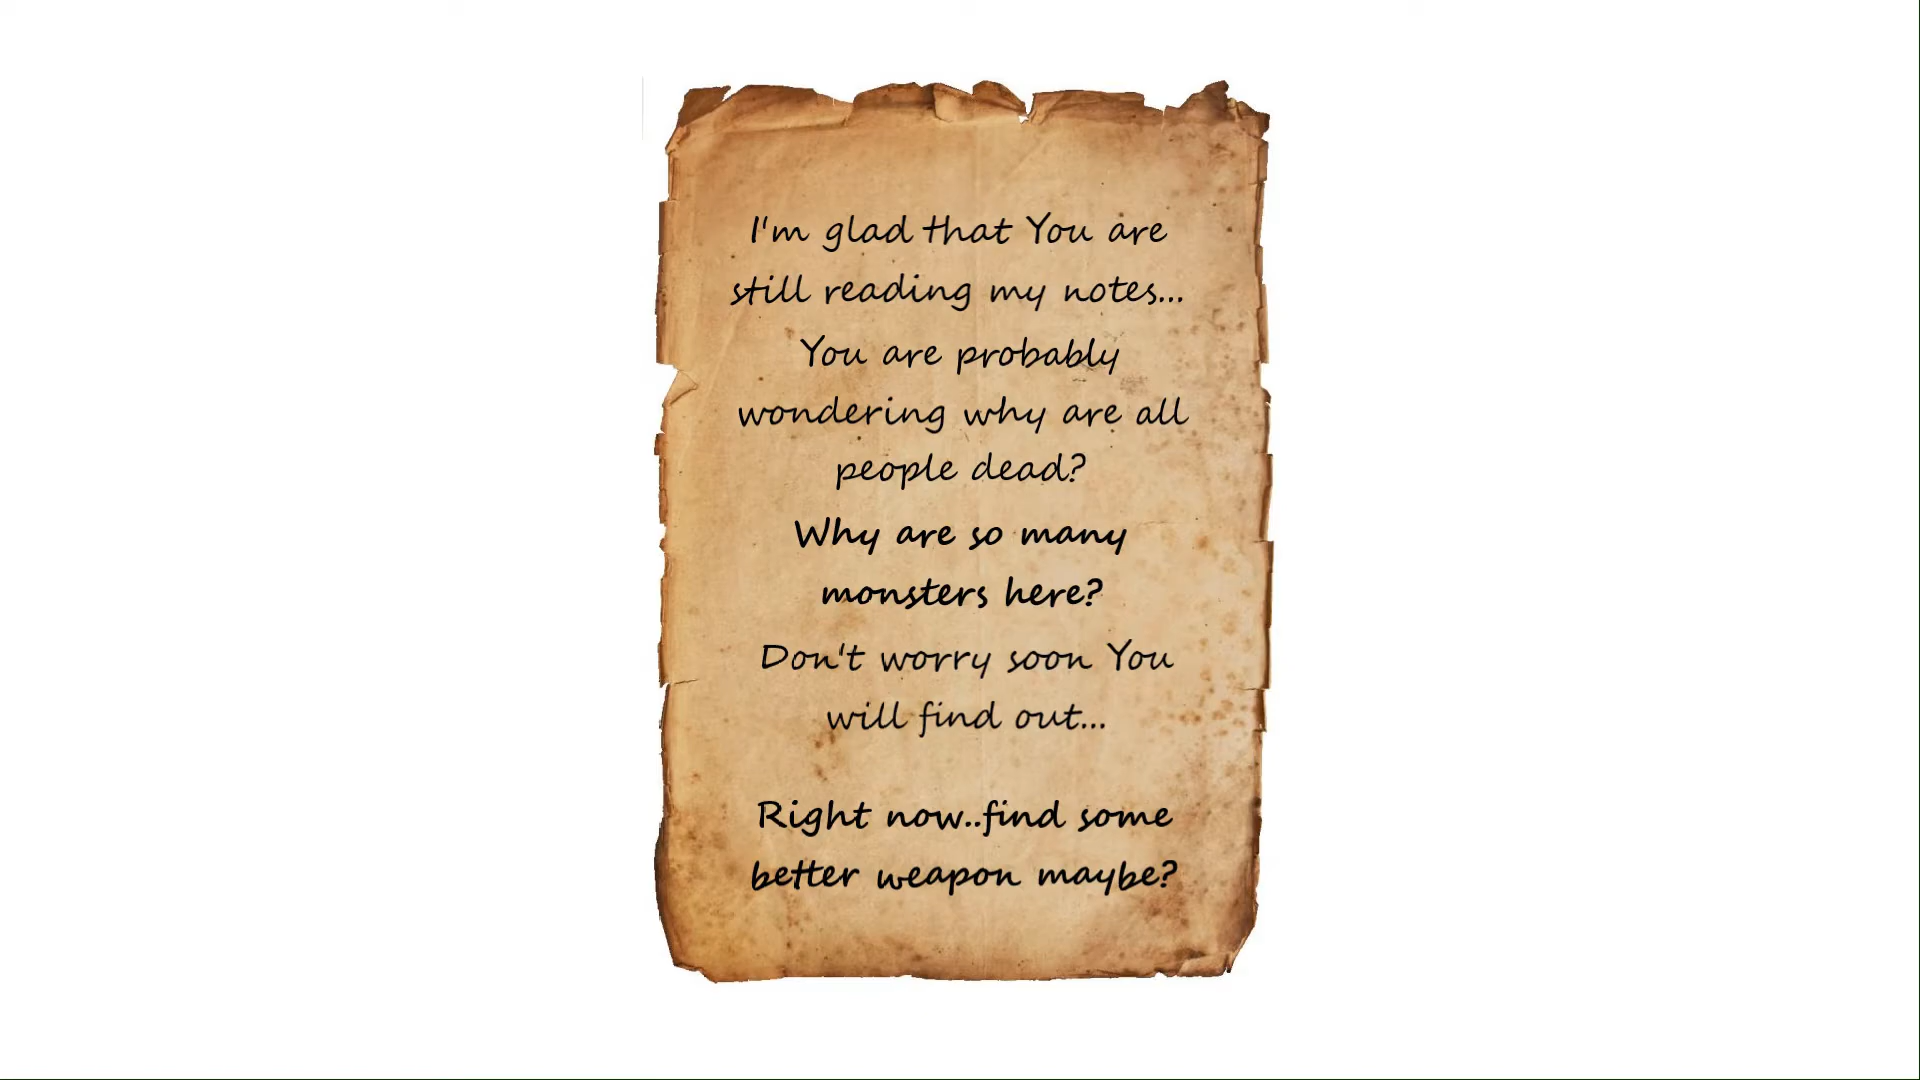 I'm glad that You are
still reading my notes...
You are probably
wondering why are all
people dead?
Why are so many
monsters here?
Don't worry soon You
will find out...
Right now..find some
better weapon maybe?